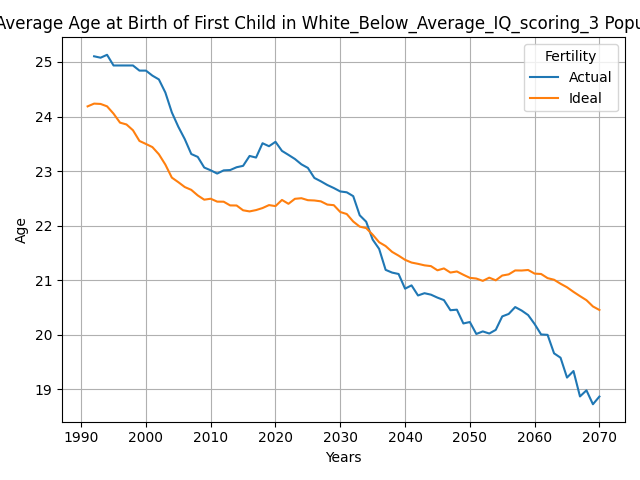 Average Age at Birth of First Child in White_Below_Average_IQ_scoring_3
Fertility
Actual
Ideal
Age
25
24
23
22
21
20
19
1990 2000 2010 2020 2030 2040 2050 2060 2070
Years